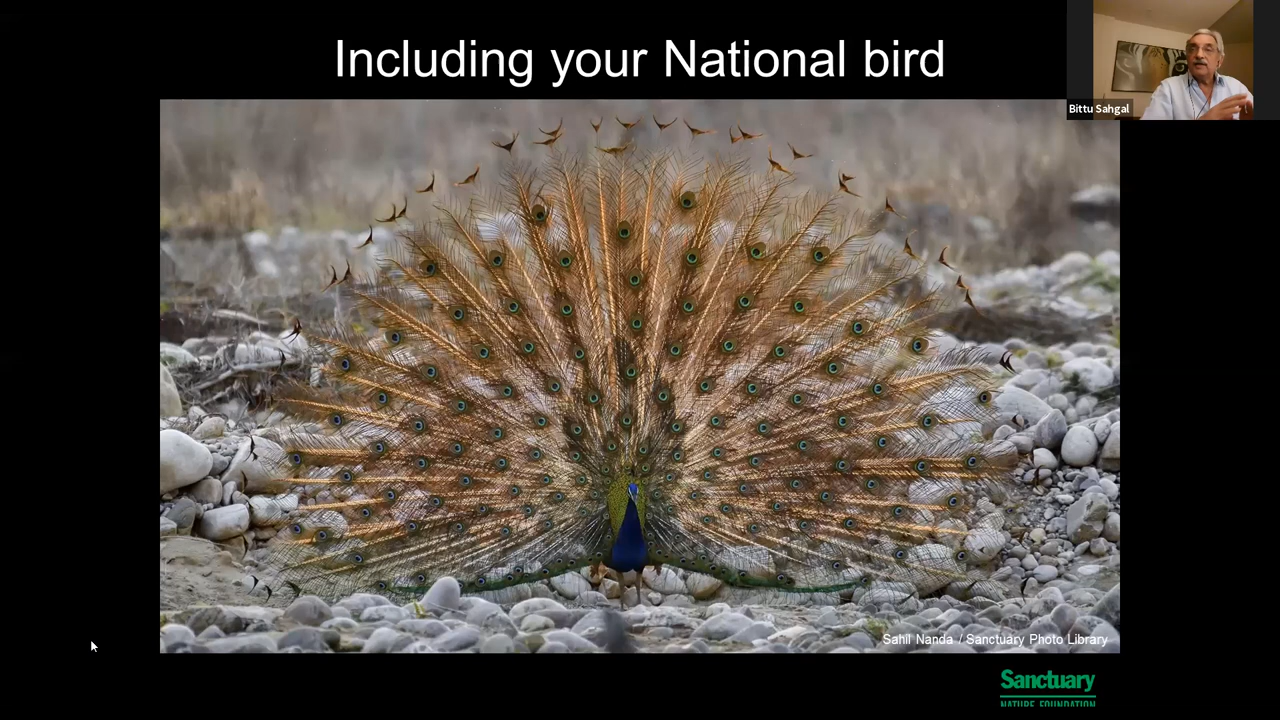 Including your National bird
Bittu Sahgal
Sahil Nanda / Sanctuary Photo Library
Sanctuary
NATURE FOUNDATION